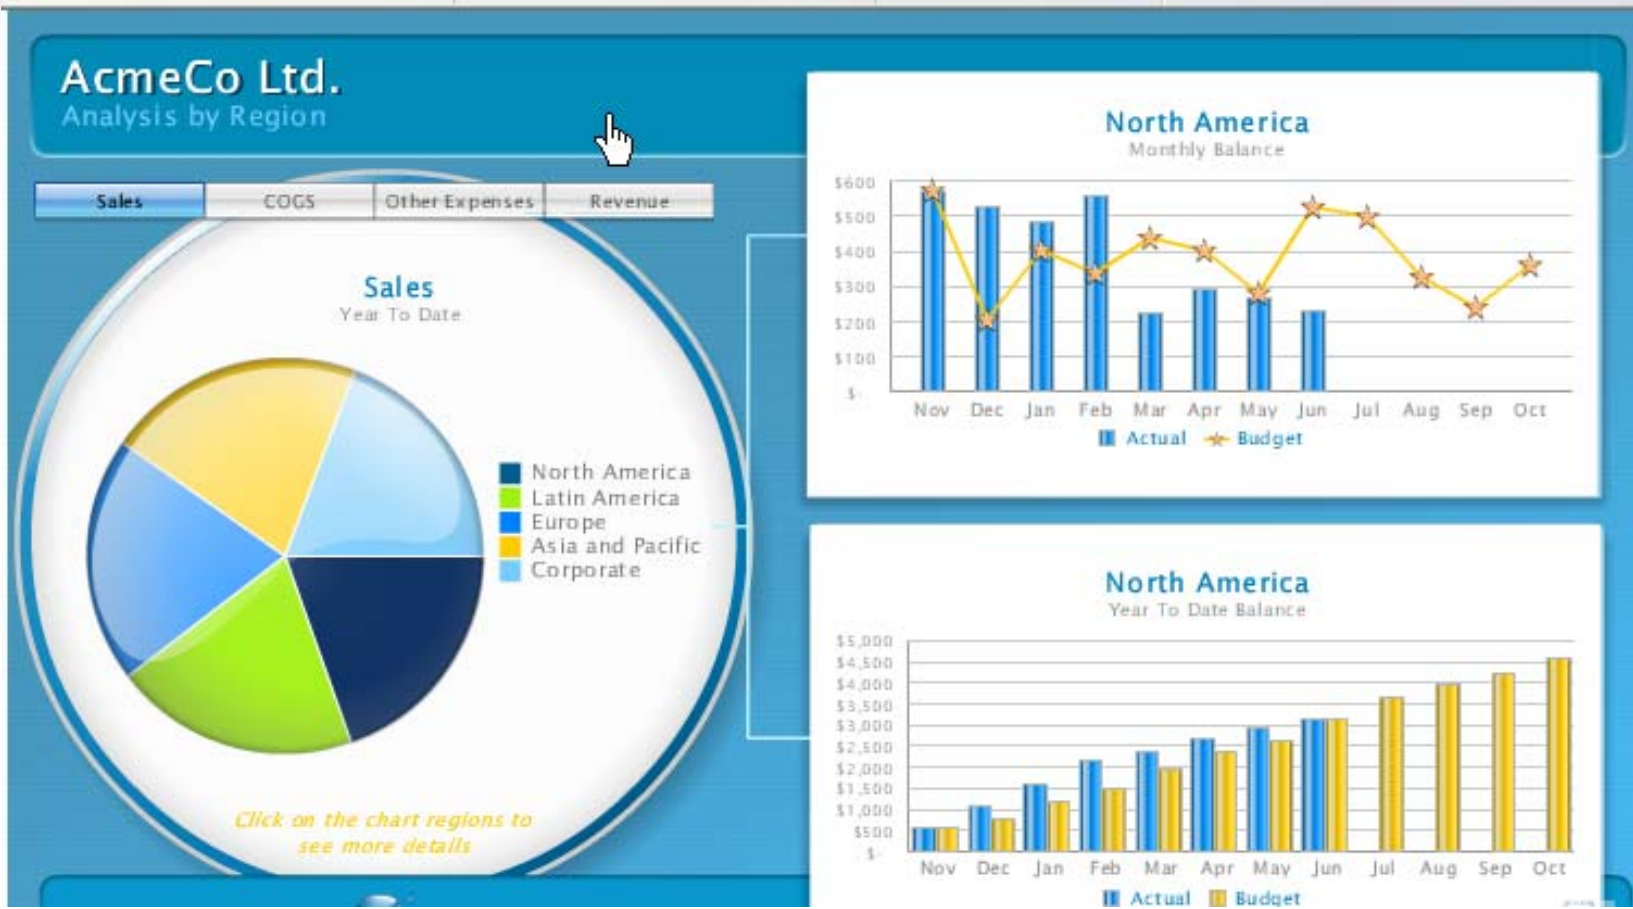 AcmeCo Ltd.
Analysis by Region
Sales
COGS
Other Expenses
Revenue
Sales
Year To Date
North America
Latin America
Europe
Asia and Pacific
Corporate
Click on the chart regions to
see more details
North America
Monthly Balance
$600
$500
$400
$300
$200
$100
$-
Nov Dec Jan Feb Mar Apr May Jun Jul Aug Sep Oct
Actual Budget
North America
Year To Date Balance
$5,000
$4,500
$4,000
$3,500
$3,000
$2,500
$2,000
$1,500
$1,000
$500
$-
Nov Dec Jan Feb Mar Apr May Jun Jul Aug Sep Oct
Actual Budget